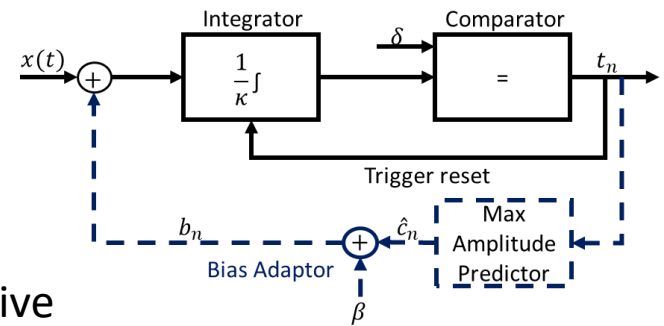 Integrator
Comparator
x(t)
+
1/κ ∫
δ
=
t_n
Trigger reset
b_n
+
ĉ_n
Max
Amplitude
Predictor
Bias Adaptor
β
ive